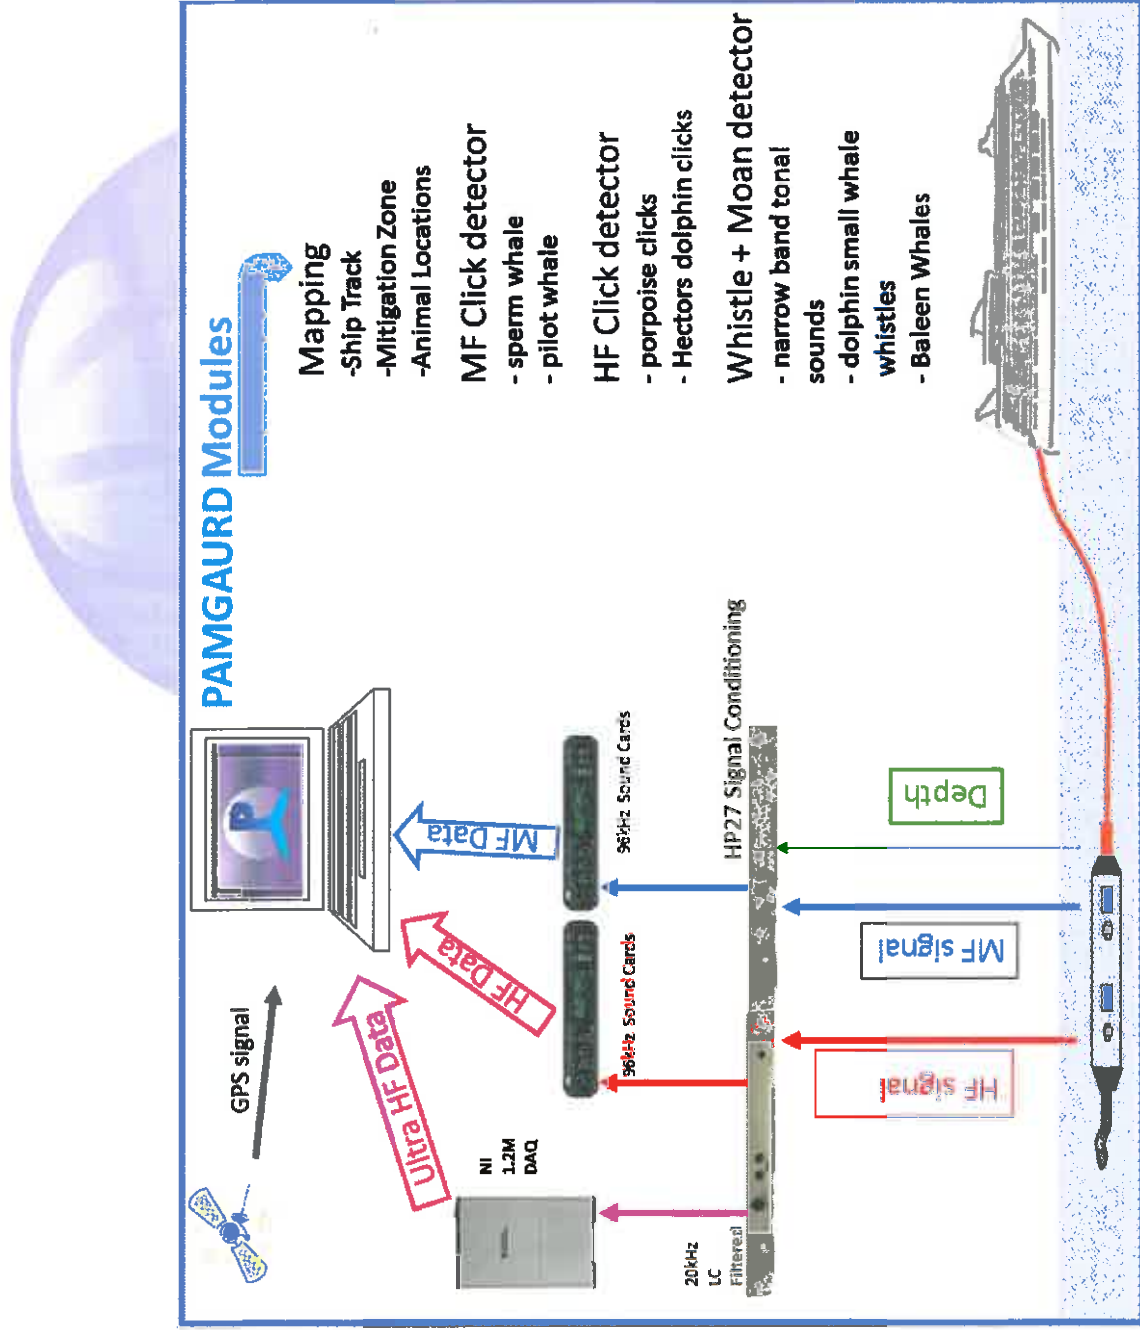 PAMGAURD Modules
Mapping
-Ship Track
-Mitigation Zone
-Animal Locations
MF Click detector
- sperm whale
- pilot whale
HF Click detector
- porpoise clicks
- Hectors dolphin clicks
Whistle + Moan detector
- narrow band tonal
sounds
- dolphin small whale
whistles
- Baleen Whales
GPS signal
P
Ultra HF Data
HF Data
MF Data
NI
1.2M
DAQ
96kHz Sound Cards
96kHz Sound Cards
20kHz
LC
Filtered
HP27 Signal Conditioning
HF signal
MF signal
Depth